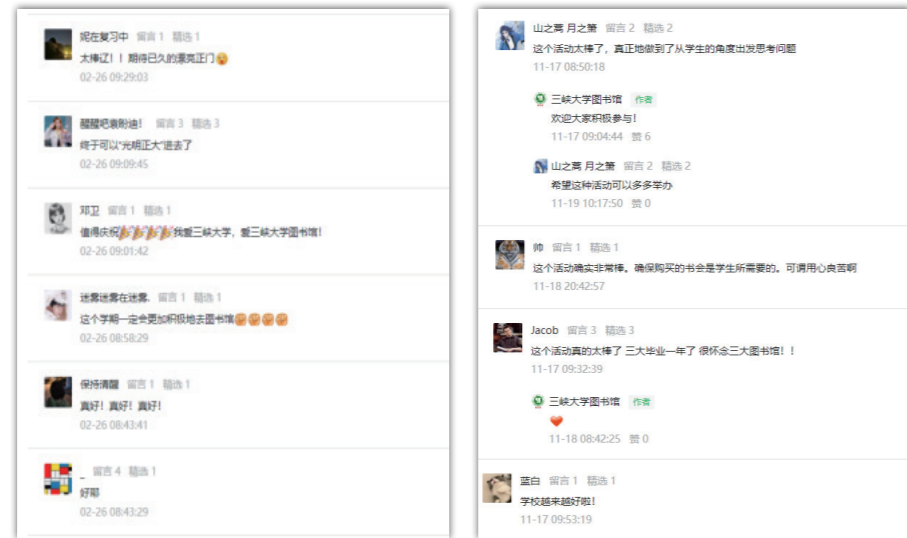 妮在复习中 留言 1 精选 1
太棒辽！！期待已久的漂亮正门
02-26 09:29:03
醒醒吧袁盼迪! 留言 3 精选 3
终于可以“光明正大”进去了
02-26 09:09:45
邓卫 留言 1 精选 1
值得庆祝我爱三峡大学，爱三峡大学图书馆！
02-26 09:01:42
迷雾迷雾在迷雾. 留言 1 精选 1
这个学期一定会更加积极地去图书馆
02-26 08:58:29
保持清醒 留言 1 精选 1
真好！真好！真好！
02-26 08:43:41
_ 留言 4 精选 1
好耶
02-26 08:43:29
山之蒿 月之箫 留言 2 精选 2
这个活动太棒了，真正地做到了从学生的角度出发思考问题
11-17 08:50:18
三峡大学图书馆 作者
欢迎大家积极参与！
11-17 09:04:44 赞 6
山之蒿 月之箫 留言 2 精选 2
希望这种活动可以多多举办
11-19 10:17:50 赞 0
帅 留言 1 精选 1
这个活动确实非常棒。确保购买的书会是学生所需要的。可谓用心良苦啊
11-18 20:42:57
Jacob 留言 3 精选 3
这个活动真的太棒了 三大毕业一年了 很怀念三大图书馆！！
11-17 09:32:39
三峡大学图书馆 作者
11-18 08:42:25 赞 0
蓝白 留言 1 精选 1
学校越来越好啦！
11-17 09:53:19